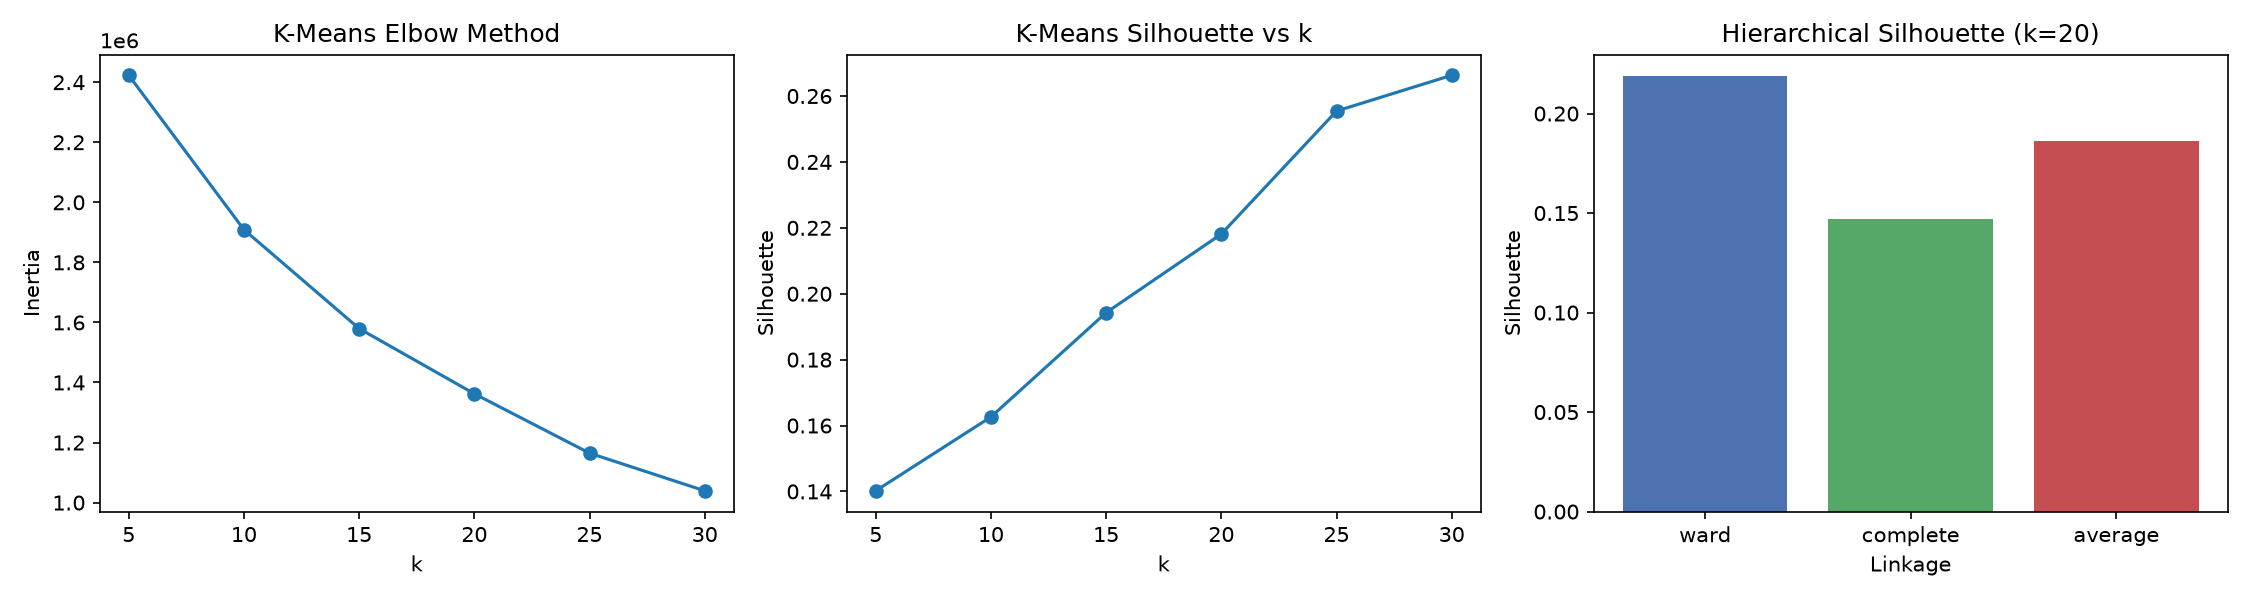 K-Means Elbow Method
1e6
2.4
2.2
2.0
1.8
1.6
1.4
1.2
1.0
Inertia
5 10 15 20 25 30
k
K-Means Silhouette vs k
0.26
0.24
0.22
0.20
0.18
0.16
0.14
Silhouette
5 10 15 20 25 30
k
Hierarchical Silhouette (k=20)
0.20
0.15
0.10
0.05
0.00
Silhouette
ward complete average
Linkage